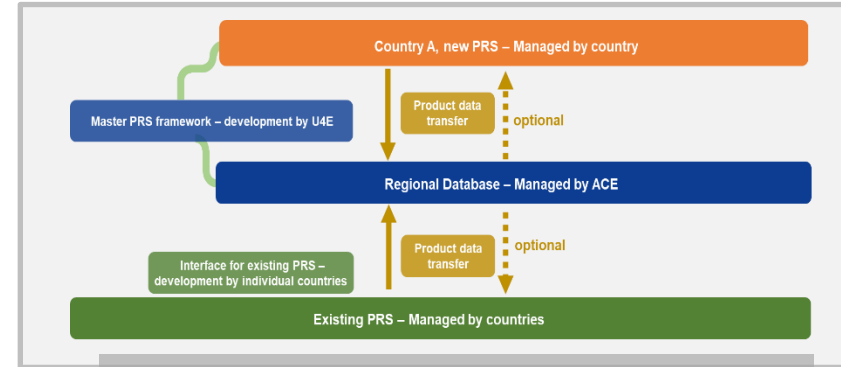 Country A, new PRS – Managed by country
Product data
transfer
optional
Master PRS framework – development by U4E
Regional Database – Managed by ACE
Product data
transfer
optional
Interface for existing PRS –
development by individual countries
Existing PRS – Managed by countries